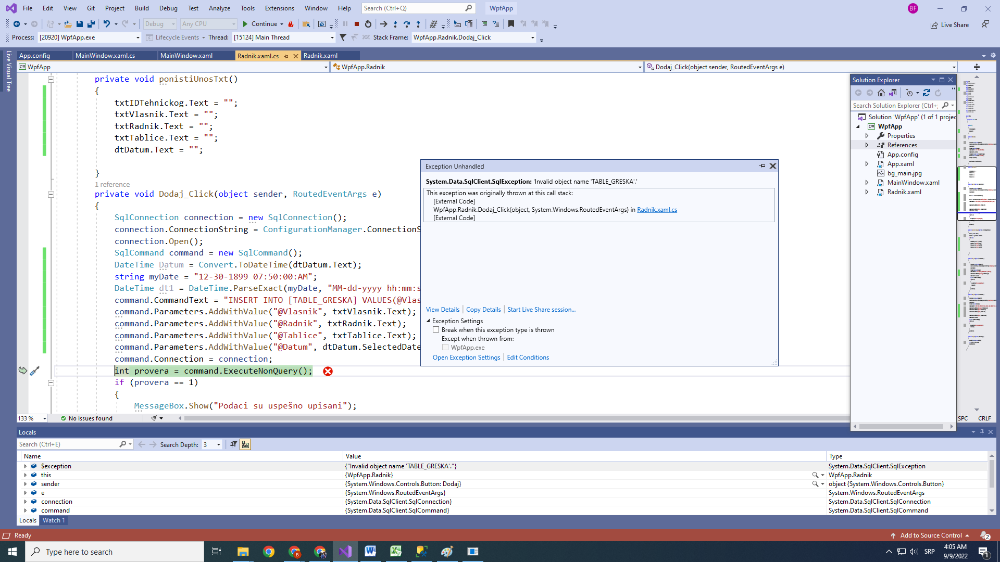 File Edit View Git Project Build Debug Test Analyze Tools Extensions Window Help Search (Ctrl+Q) WpfApp BF
Debug Any CPU Continue Live Share
Process: [20920] WpfApp.exe Lifecycle Events Thread: [15124] Main Thread Stack Frame: WpfApp.Radnik.Dodaj_Click
Live Visual Tree
App.config MainWindow.xaml.cs MainWindow.xaml Radnik.xaml.cs Radnik.xaml
C# WpfApp WpfApp.Radnik Dodaj_Click(object sender, RoutedEventArgs e)
private void ponistiUnosTxt()
{
txtIDTehnickog.Text = "";
txtVlasnik.Text = "";
txtRadnik.Text = "";
txtTablice.Text = "";
dtDatum.Text = "";
}
1 reference
private void Dodaj_Click(object sender, RoutedEventArgs e)
{
SqlConnection connection = new SqlConnection();
connection.ConnectionString = ConfigurationManager.ConnectionS
connection.Open();
SqlCommand command = new SqlCommand();
DateTime Datum = Convert.ToDateTime(dtDatum.Text);
string myDate = "12-30-1899 07:50:00:AM";
DateTime dt1 = DateTime.ParseExact(myDate, "MM-dd-yyyy hh:mm:s
command.CommandText = "INSERT INTO [TABLE_GRESKA] VALUES(@Vlas
command.Parameters.AddWithValue("@Vlasnik", txtVlasnik.Text);
command.Parameters.AddWithValue("@Radnik", txtRadnik.Text);
command.Parameters.AddWithValue("@Tablice", txtTablice.Text);
command.Parameters.AddWithValue("@Datum", dtDatum.SelectedDate
command.Connection = connection;
int provera = command.ExecuteNonQuery();
if (provera == 1)
{
MessageBox.Show("Podaci su uspešno upisani");
Exception Unhandled
System.Data.SqlClient.SqlException: 'Invalid object name 'TABLE_GRESKA'.'
This exception was originally thrown at this call stack:
[External Code]
WpfApp.Radnik.Dodaj_Click(object, System.Windows.RoutedEventArgs) in Radnik.xaml.cs
[External Code]
View Details Copy Details Start Live Share session...
Exception Settings
Break when this exception type is thrown
Except when thrown from:
WpfApp.exe
Open Exception Settings Edit Conditions
Solution Explorer
Search Solution Explorer (Ctrl+;
Solution 'WpfApp' (1 of 1 projec
C# WpfApp
Properties
References
App.config
App.xaml
bg_main.jpg
MainWindow.xaml
Radnik.xaml
133 % No issues found SPC CRLF
Locals
Search (Ctrl+E) Search Depth: 3
Name Value Type
$exception {"Invalid object name 'TABLE_GRESKA'."} System.Data.SqlClient.SqlException
this {WpfApp.Radnik} WpfApp.Radnik
sender {System.Windows.Controls.Button: Dodaj} object {System.Windows.Controls.Button}
e {System.Windows.RoutedEventArgs} System.Windows.RoutedEventArgs
connection {System.Data.SqlClient.SqlConnection} System.Data.SqlClient.SqlConnection
command {System.Data.SqlClient.SqlCommand} System.Data.SqlClient.SqlCommand
Locals Watch 1
Ready Add to Source Control 2
Type here to search SRP 4:05 AM
9/9/2022 1